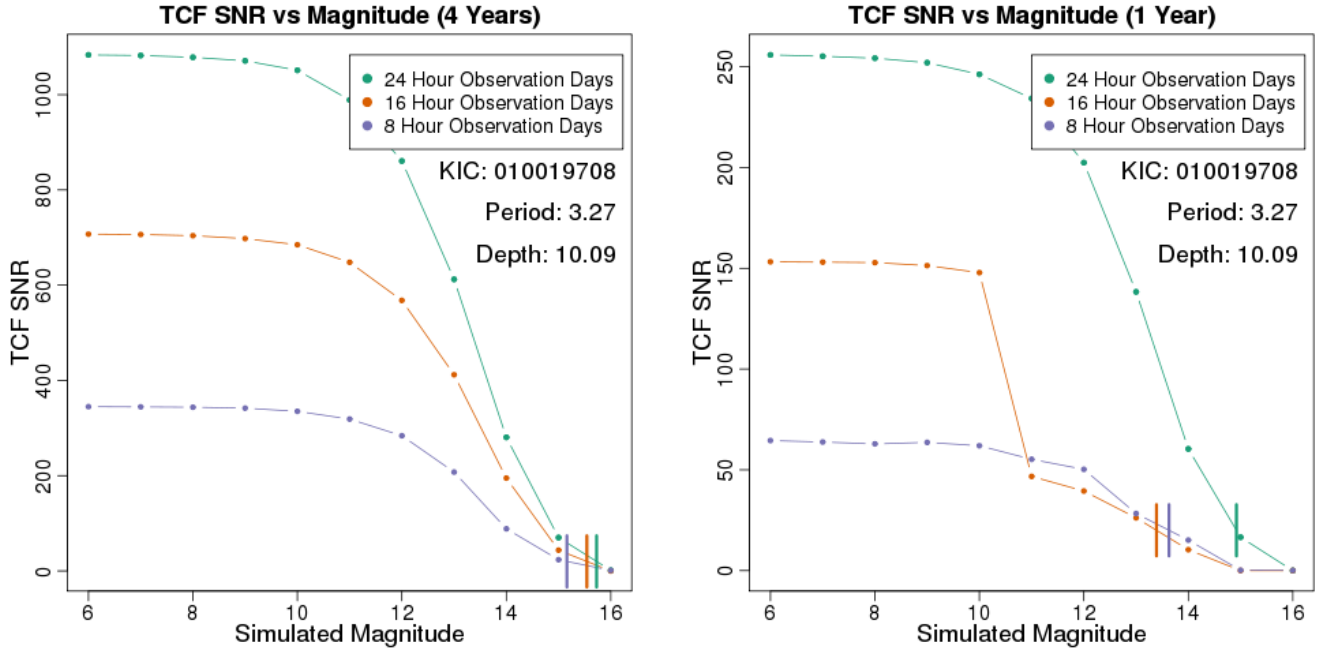 TCF SNR vs Magnitude (4 Years)
TCF SNR
0
200
400
600
800
1000
24 Hour Observation Days
16 Hour Observation Days
8 Hour Observation Days
KIC: 010019708
Period: 3.27
Depth: 10.09
6
8
10
12
14
16
Simulated Magnitude
TCF SNR vs Magnitude (1 Year)
TCF SNR
0
50
100
150
200
250
24 Hour Observation Days
16 Hour Observation Days
8 Hour Observation Days
KIC: 010019708
Period: 3.27
Depth: 10.09
6
8
10
12
14
16
Simulated Magnitude